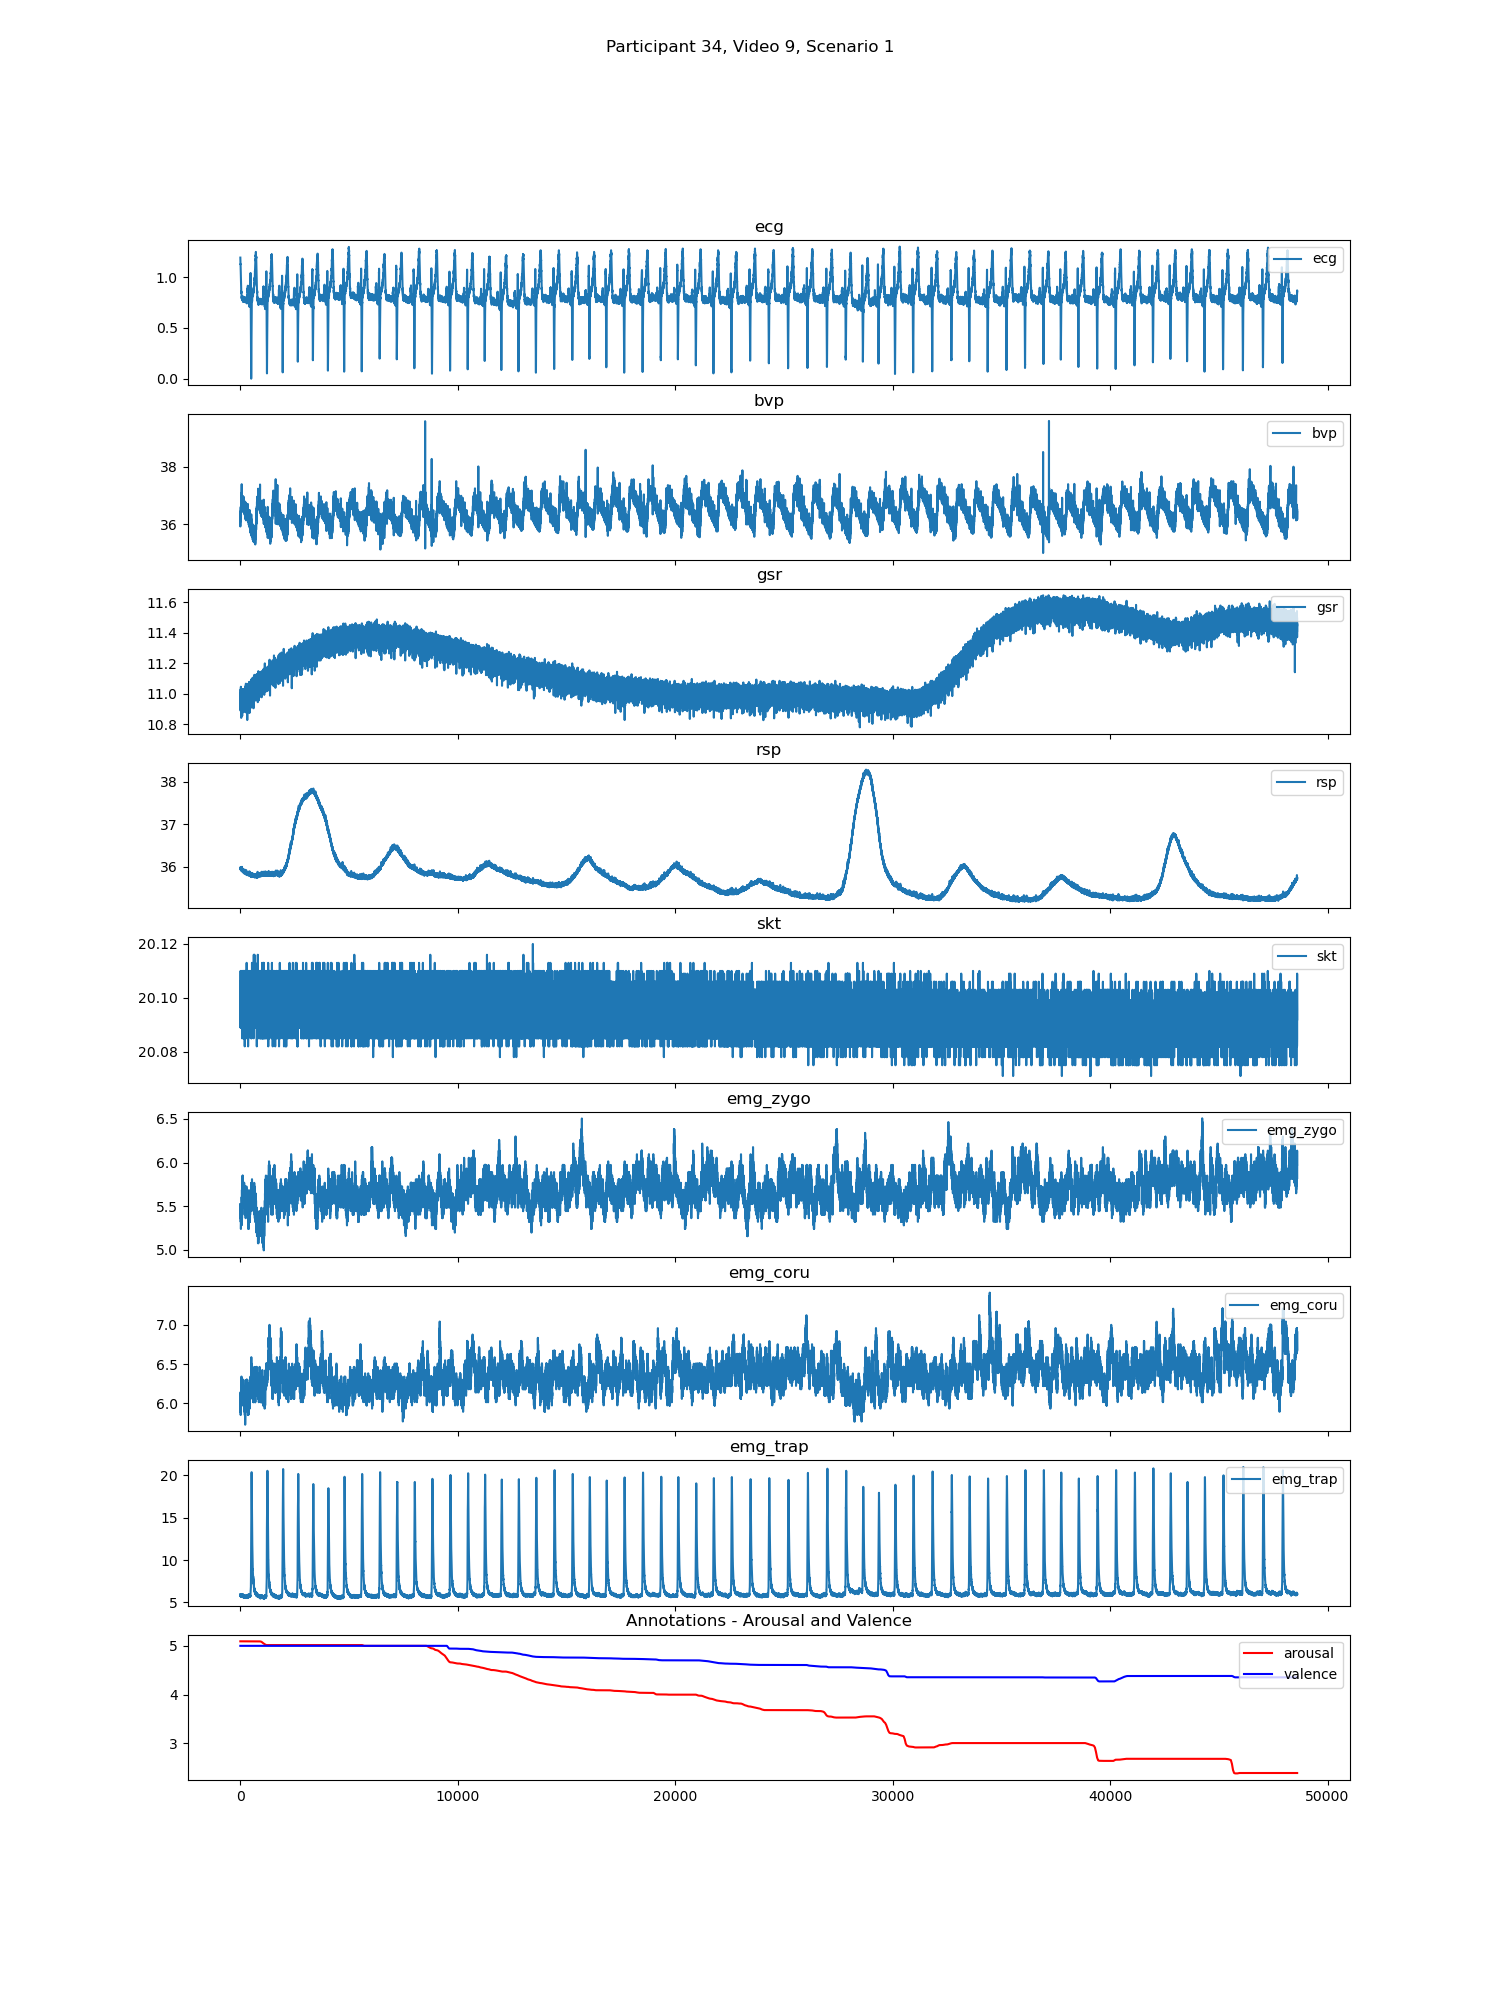 Participant 34, Video 9, Scenario 1
ecg
1.0
0.5
0.0
ecg
bvp
38
36
bvp
gsr
11.6
11.4
11.2
11.0
10.8
gsr
rsp
38
37
36
rsp
skt
20.12
20.10
20.08
skt
emg_zygo
6.5
6.0
5.5
5.0
emg_zygo
emg_coru
7.0
6.5
6.0
emg_coru
emg_trap
20
15
10
5
emg_trap
Annotations - Arousal and Valence
5
4
3
arousal
valence
0 10000 20000 30000 40000 50000